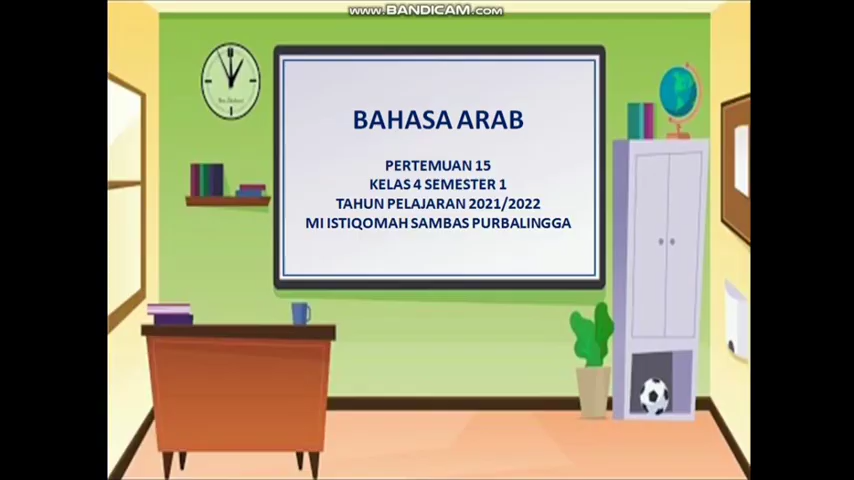 www.BANDICAM.com
BAHASA ARAB
PERTEMUAN 15
KELAS 4 SEMESTER 1
TAHUN PELAJARAN 2021/2022
MI ISTIQOMAH SAMBAS PURBALINGGA